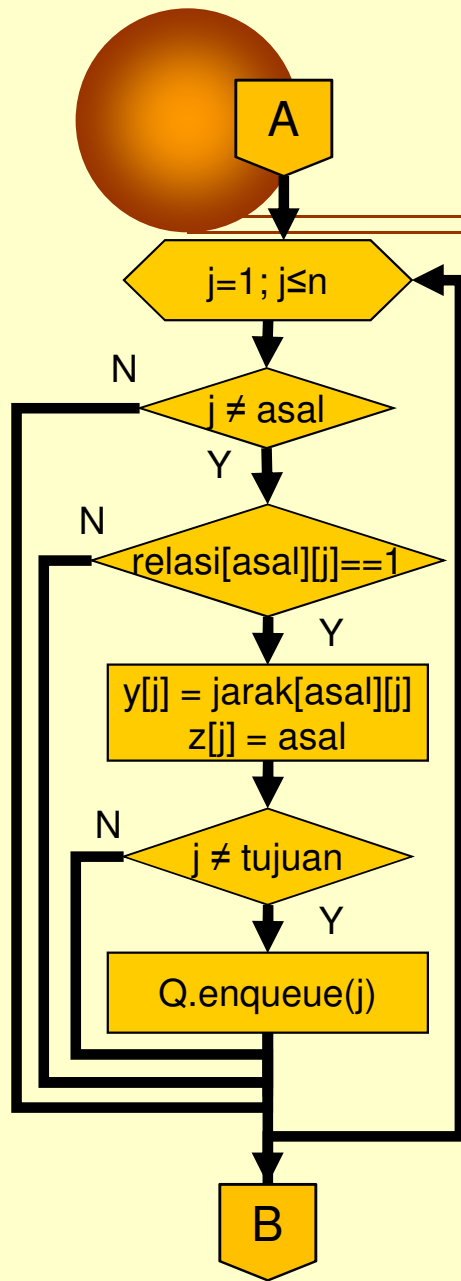 A
j=1; j≤n
N
j ≠ asal
Y
N
relasi[asal][j]==1
Y
y[j] = jarak[asal][j]
z[j] = asal
N
j ≠ tujuan
Y
Q.enqueue(j)
B